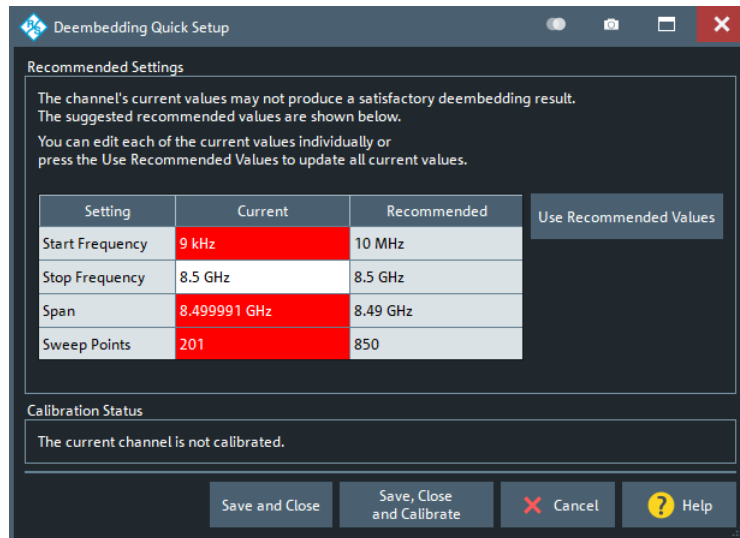 Deembedding Quick Setup
Recommended Settings
The channel's current values may not produce a satisfactory deembedding result.
The suggested recommended values are shown below.
You can edit each of the current values individually or
press the Use Recommended Values to update all current values.
Setting Current Recommended
Use Recommended Values
Start Frequency 9 kHz 10 MHz
Stop Frequency 8.5 GHz 8.5 GHz
Span 8.499991 GHz 8.49 GHz
Sweep Points 201 850
Calibration Status
The current channel is not calibrated.
Save and Close
Save, Close
and Calibrate
Cancel
? Help